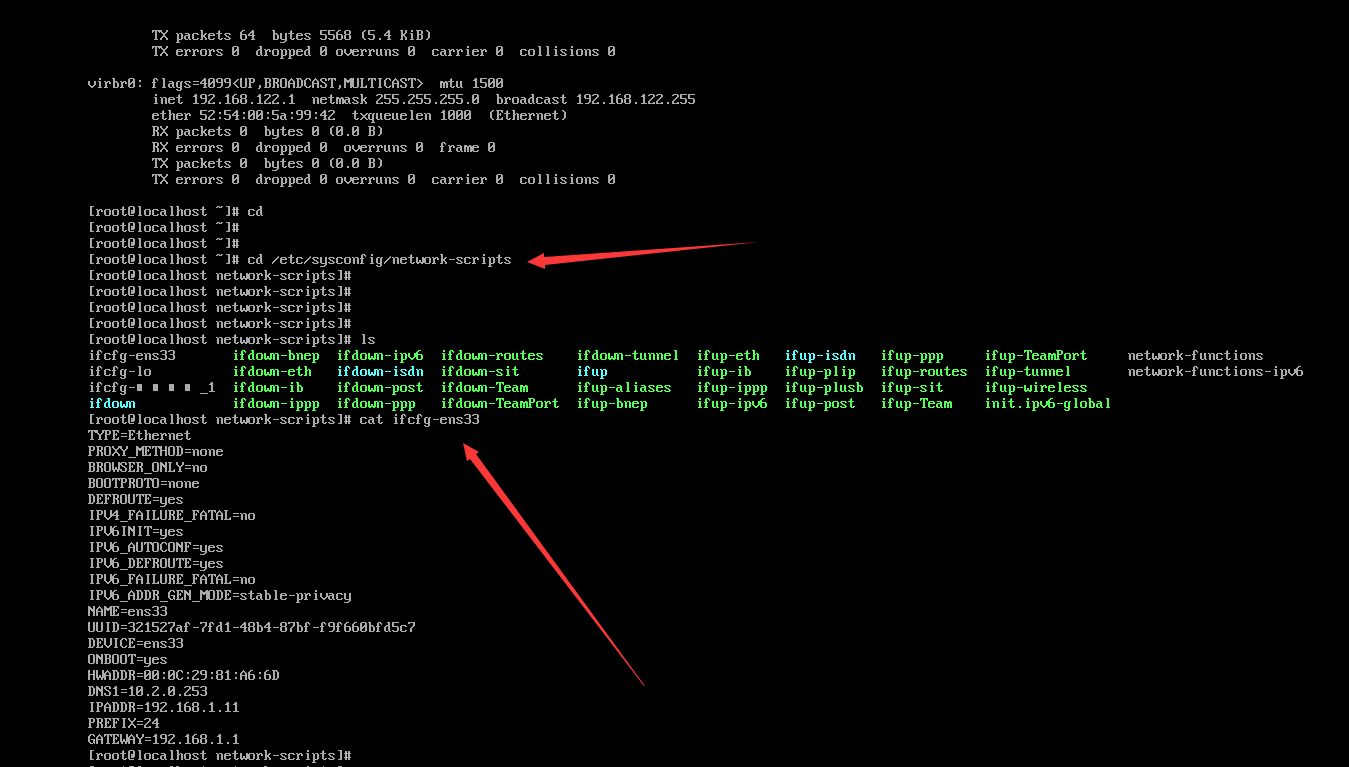 TX packets 64  bytes 5568 (5.4 KiB)
TX errors 0  dropped 0 overruns 0  carrier 0  collisions 0
virbr0: flags=4099<UP,BROADCAST,MULTICAST>  mtu 1500
inet 192.168.122.1  netmask 255.255.255.0  broadcast 192.168.122.255
ether 52:54:00:5a:99:42  txqueuelen 1000  (Ethernet)
RX packets 0  bytes 0 (0.0 B)
RX errors 0  dropped 0  overruns 0  frame 0
TX packets 0  bytes 0 (0.0 B)
TX errors 0  dropped 0 overruns 0  carrier 0  collisions 0
[root@localhost ~]# cd
[root@localhost ~]#
[root@localhost ~]#
[root@localhost ~]# cd /etc/sysconfig/network-scripts
[root@localhost network-scripts]#
[root@localhost network-scripts]#
[root@localhost network-scripts]#
[root@localhost network-scripts]#
[root@localhost network-scripts]# ls
ifcfg-ens33 ifdown-bnep ifdown-ipv6 ifdown-routes ifdown-tunnel ifup-eth ifup-isdn ifup-ppp ifup-TeamPort network-functions
ifcfg-lo ifdown-eth ifdown-isdn ifdown-sit ifup ifup-ib ifup-plip ifup-routes ifup-tunnel network-functions-ipv6
ifcfg-■ ■ ■ ■ _1 ifdown-ib ifdown-post ifdown-Team ifup-aliases ifup-ippp ifup-plusb ifup-sit ifup-wireless
ifdown ifdown-ippp ifdown-ppp ifdown-TeamPort ifup-bnep ifup-ipv6 ifup-post ifup-Team init.ipv6-global
[root@localhost network-scripts]# cat ifcfg-ens33
TYPE=Ethernet
PROXY_METHOD=none
BROWSER_ONLY=no
BOOTPROTO=none
DEFROUTE=yes
IPV4_FAILURE_FATAL=no
IPV6INIT=yes
IPV6_AUTOCONF=yes
IPV6_DEFROUTE=yes
IPV6_FAILURE_FATAL=no
IPV6_ADDR_GEN_MODE=stable-privacy
NAME=ens33
UUID=321527af-7fd1-48b4-87bf-f9f660bfd5c7
DEVICE=ens33
ONBOOT=yes
HWADDR=00:0C:29:81:A6:6D
DNS1=10.2.0.253
IPADDR=192.168.1.11
PREFIX=24
GATEWAY=192.168.1.1
[root@localhost network-scripts]#